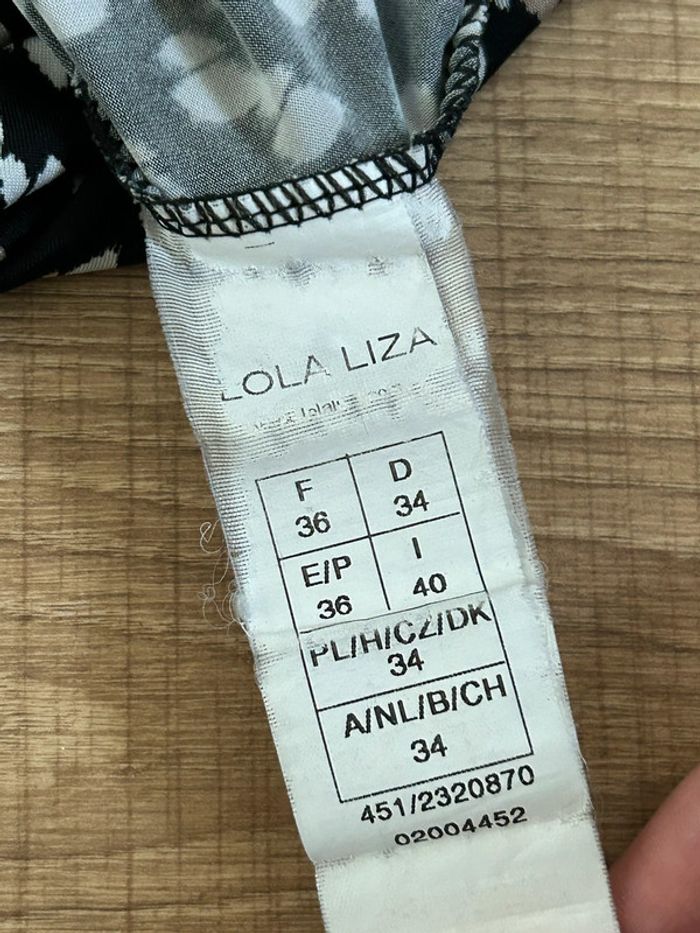 LOLA LIZA
F D
36 34
E/P I
36 40
PL/H/CZ/DK
34
A/NL/B/CH
34
451/2320870
02004452